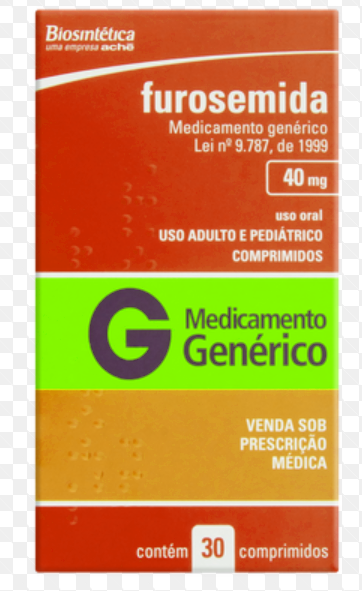 Biosintética
uma empresa achē
furosemida
Medicamento genérico
Lei nº 9.787, de 1999
40 mg
uso oral
USO ADULTO E PEDIÁTRICO
COMPRIMIDOS
G Medicamento
Genérico
VENDA SOB
PRESCRIÇÃO
MÉDICA
contém 30 comprimidos